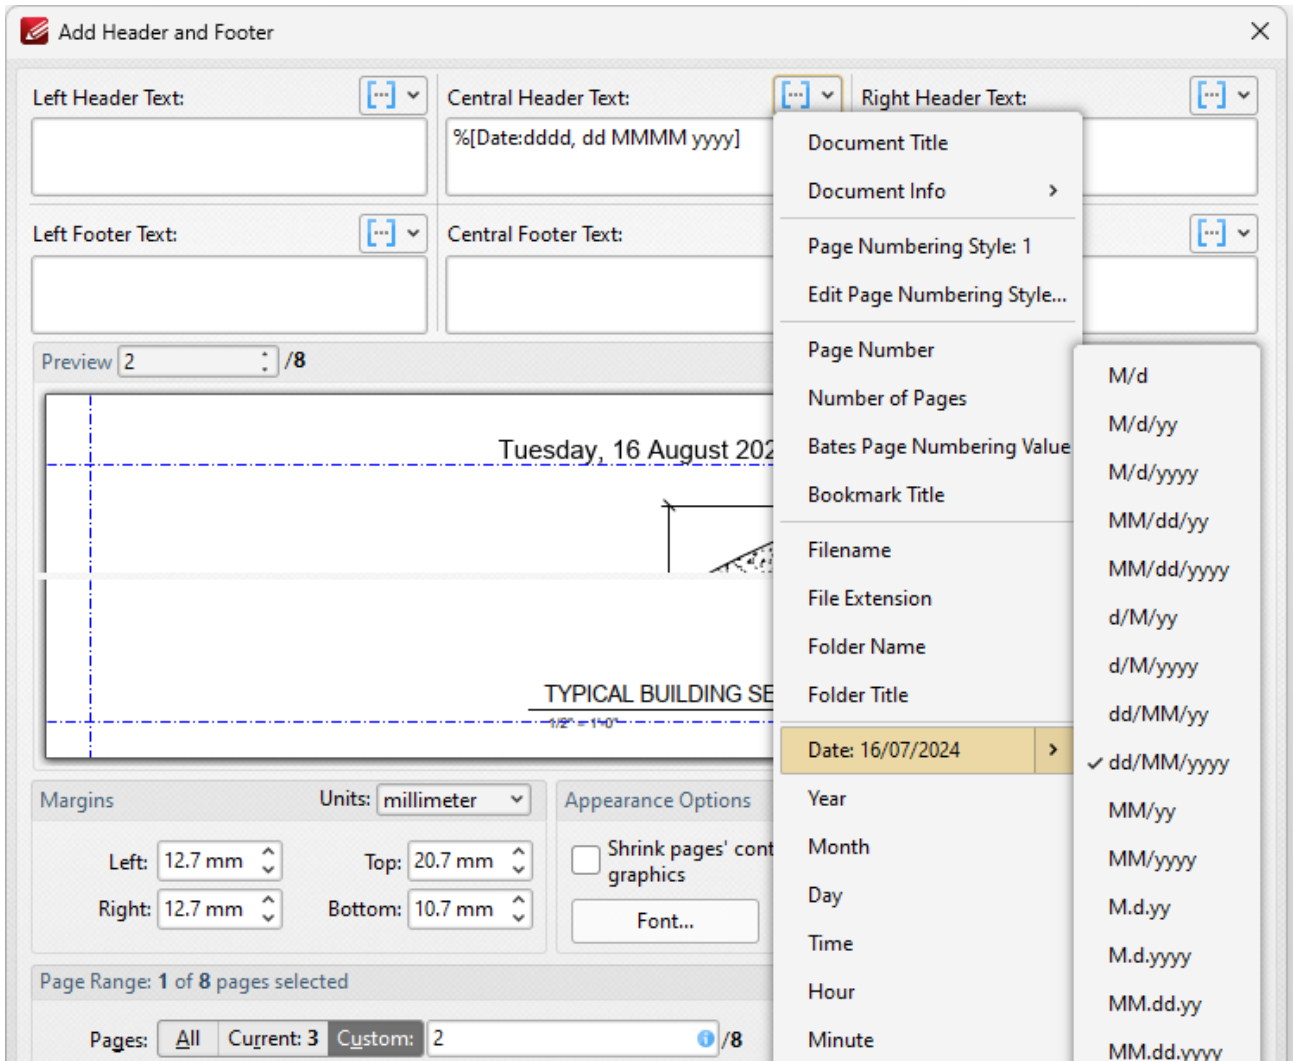 Add Header and Footer
Left Header Text:
Central Header Text:
Right Header Text:
%[Date:dddd, dd MMMM yyyy]
Left Footer Text:
Central Footer Text:
Document Title
Document Info
Page Numbering Style: 1
Edit Page Numbering Style...
Page Number
Number of Pages
Bates Page Numbering Value
Bookmark Title
Filename
File Extension
Folder Name
Folder Title
Date: 16/07/2024
Year
Month
Day
Time
Hour
Minute
M/d
M/d/yy
M/d/yyyy
MM/dd/yy
MM/dd/yyyy
d/M/yy
d/M/yyyy
dd/MM/yy
dd/MM/yyyy
MM/yy
MM/yyyy
M.d.yy
M.d.yyyy
MM.dd.yy
MM.dd.yyyy
Preview 2 /8
Tuesday, 16 August 202
TYPICAL BUILDING SE
1/2" = 1'-0"
Margins
Units: millimeter
Left: 12.7 mm
Top: 20.7 mm
Right: 12.7 mm
Bottom: 10.7 mm
Appearance Options
Shrink pages' cont
graphics
Font...
Page Range: 1 of 8 pages selected
Pages: All Current: 3 Custom: 2 /8